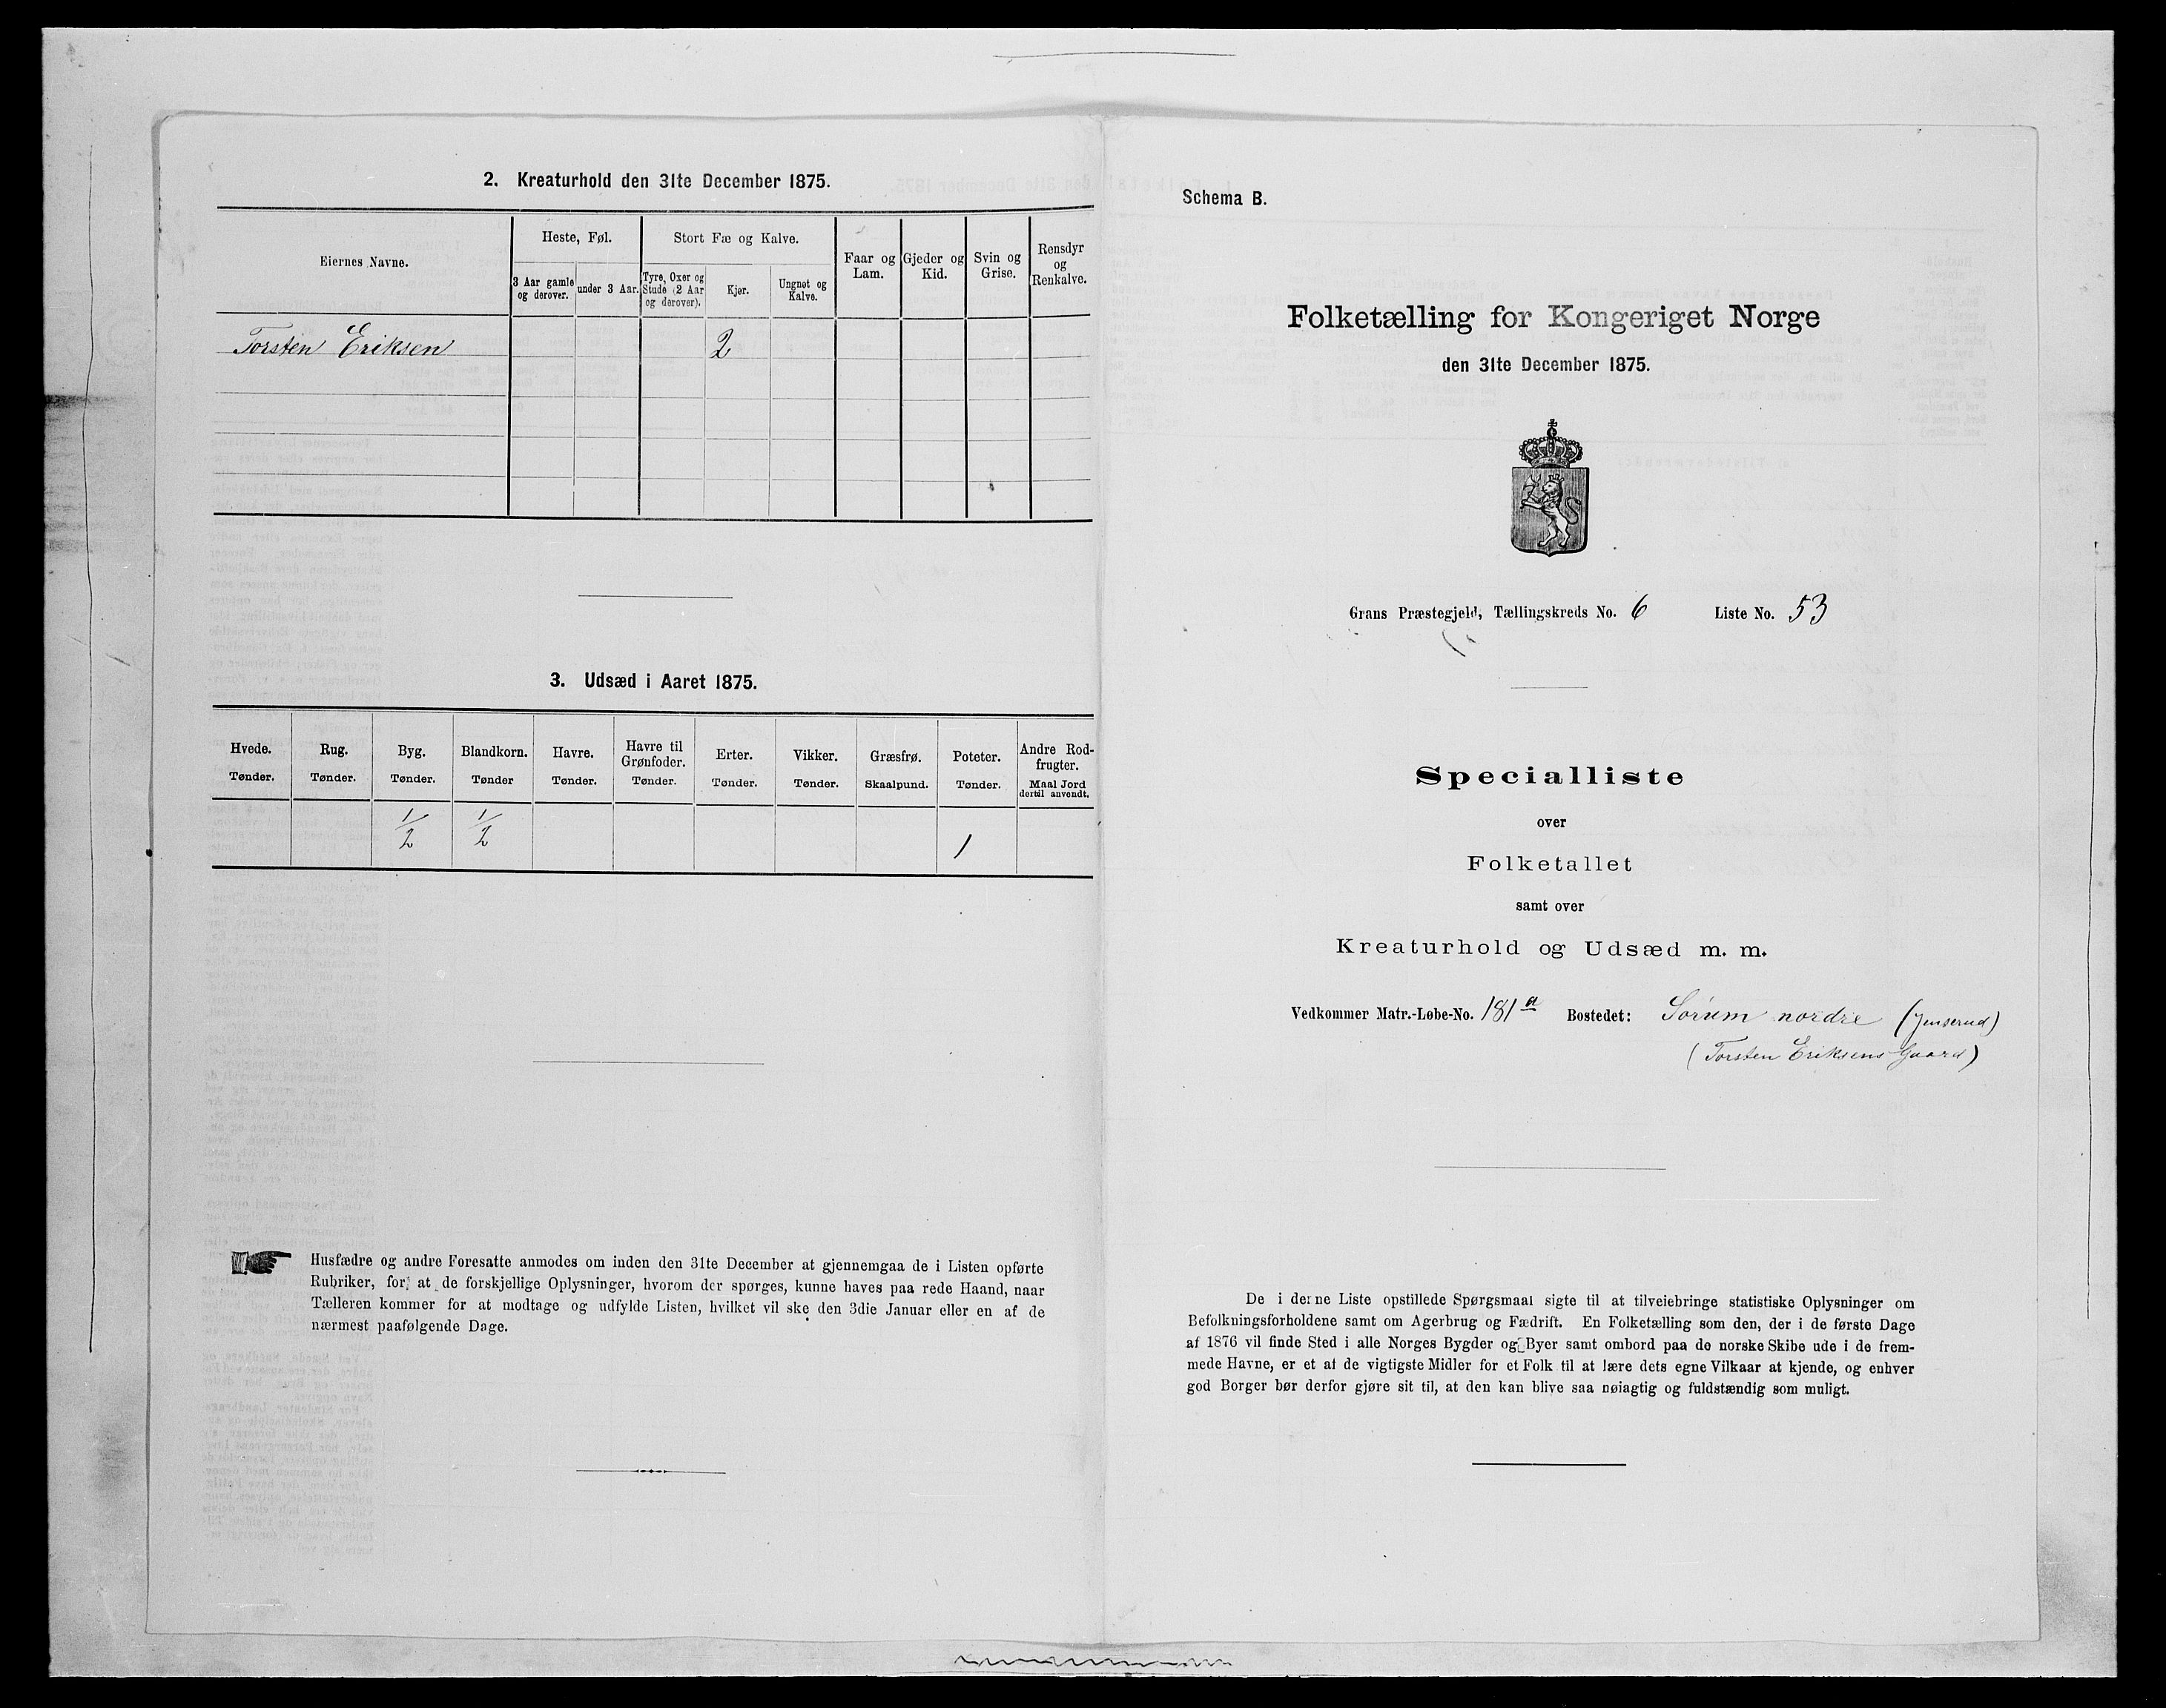 2. Kreaturhold den 31te December 1875.
Eiernes Navne.
Heste, Føl.
Stort Fæ og Kalve.
Faar og Lam.
Gjeder og Kid.
Svin og Grise.
Rensdyr og Renkalve.
3 Aar gamle og derover.
under 3 Aar.
Tyre, Oxer og Stude (2 Aar og derover).
Kjør.
Ungnøt og Kalve.
Torsten Eriksen 2
3. Udsæd i Aaret 1875.
Hvede. Rug. Byg. Blandkorn. Havre. Havre til Grønfoder. Erter. Vikker. Græsfrø. Poteter. Andre Rodfrugter.
Tønder. Tønder. Tønder. Tønder Tønder. Tønder. Tønder. Tønder. Skaalpund. Tønder. Maal Jord dertil anvendt.
1/2 1/2 1
Husfædre og andre Foresatte anmodes om inden den 31te December at gjennemgaa de i Listen opførte
Rubriker, for at de forskjellige Oplysninger, hvorom der spørges, kunne haves paa rede Haand, naar
Tælleren kommer for at modtage og udfylde Listen, hvilket vil ske den 3die Januar eller en af de
nærmest paafølgende Dage.
Schema B.
Folketælling for Kongeriget Norge
den 31te December 1875.
Grans Præstegjeld, Tællingskreds No. 6 Liste No. 53
Specialliste
over
Folketallet
samt over
Kreaturhold og Udsæd m. m.
Vedkommer Matr.-Løbe-No. 181a Bostedet: Sørum nordre (Jenserud)
(Torsten Eriksens Gaard)
De i denne Liste opstillede Spørgsmaal sigte til at tilveiebringe statistiske Oplysninger om
Befolkningsforholdene samt om Agerbrug og Fædrift. En Folketælling som den, der i de første Dage
af 1876 vil finde Sted i alle Norges Bygder og Byer samt ombord paa de norske Skibe ude i de frem-
mede Havne, er et af de vigtigste Midler for et Folk til at lære dets egne Vilkaar at kjende, og enhver
god Borger bør derfor gjøre sit til, at den kan blive saa nøiagtig og fuldstændig som muligt.